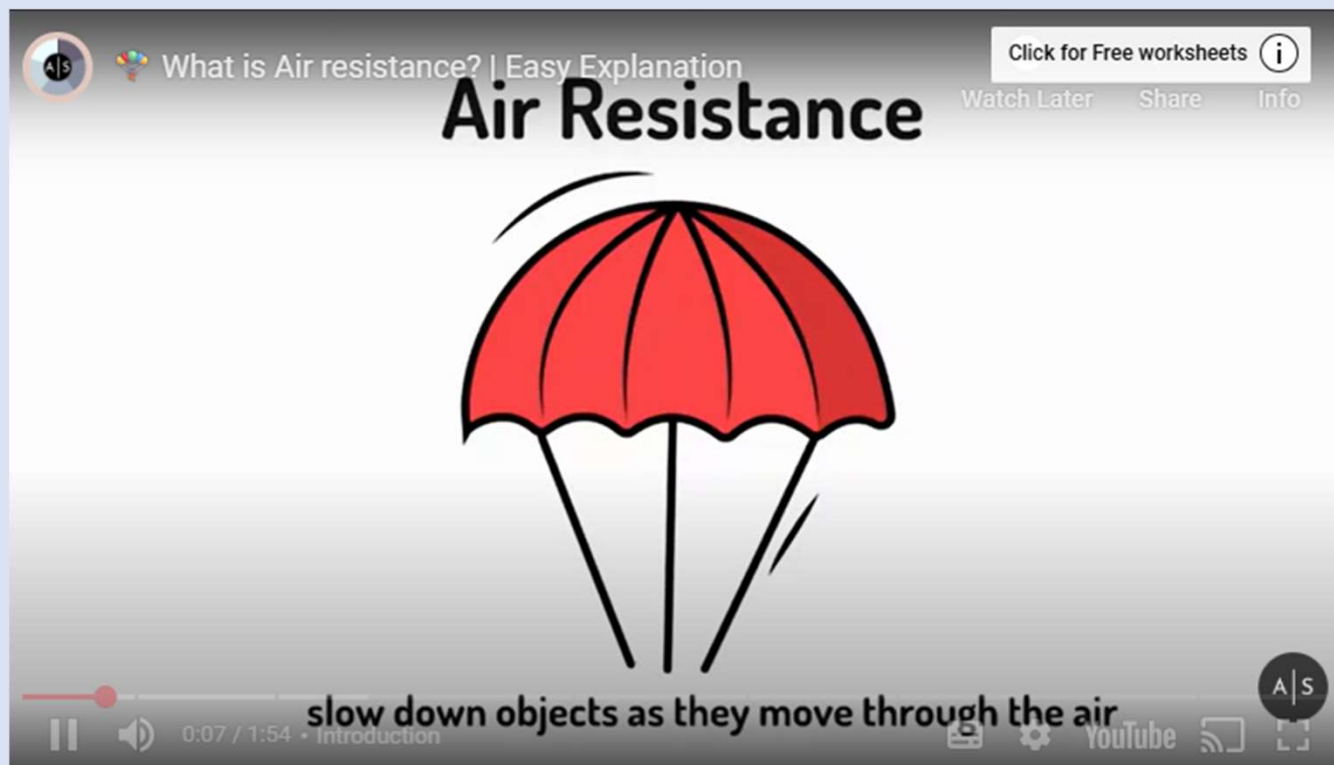 A|S What is Air resistance? | Easy Explanation
Click for Free worksheets i
Watch Later Share Info
Air Resistance
slow down objects as they move through the air
A|S
0:07 / 1:54 • Introduction
YouTube